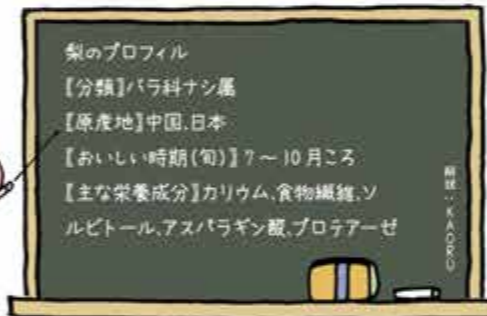 梨のプロフィル
【分類】バラ科ナシ属
【原産地】中国、日本
【おいしい時期(旬)】7〜10月ころ
【主な栄養成分】カリウム、食物繊維、ソ
ルビトール、アスパラギン酸、プロテアーゼ
解説：KAORU